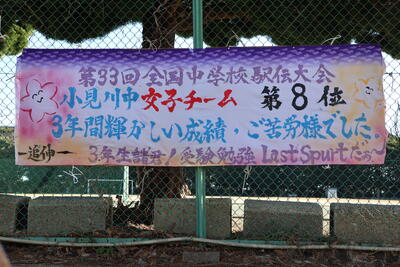 第33回全国中学校駅伝大会
小見川中女子チーム 第8位
3年間輝かしい成績・ご苦労様でした。
追伸 3年生諸君!受験勉強 Last Spurtだぁ〜